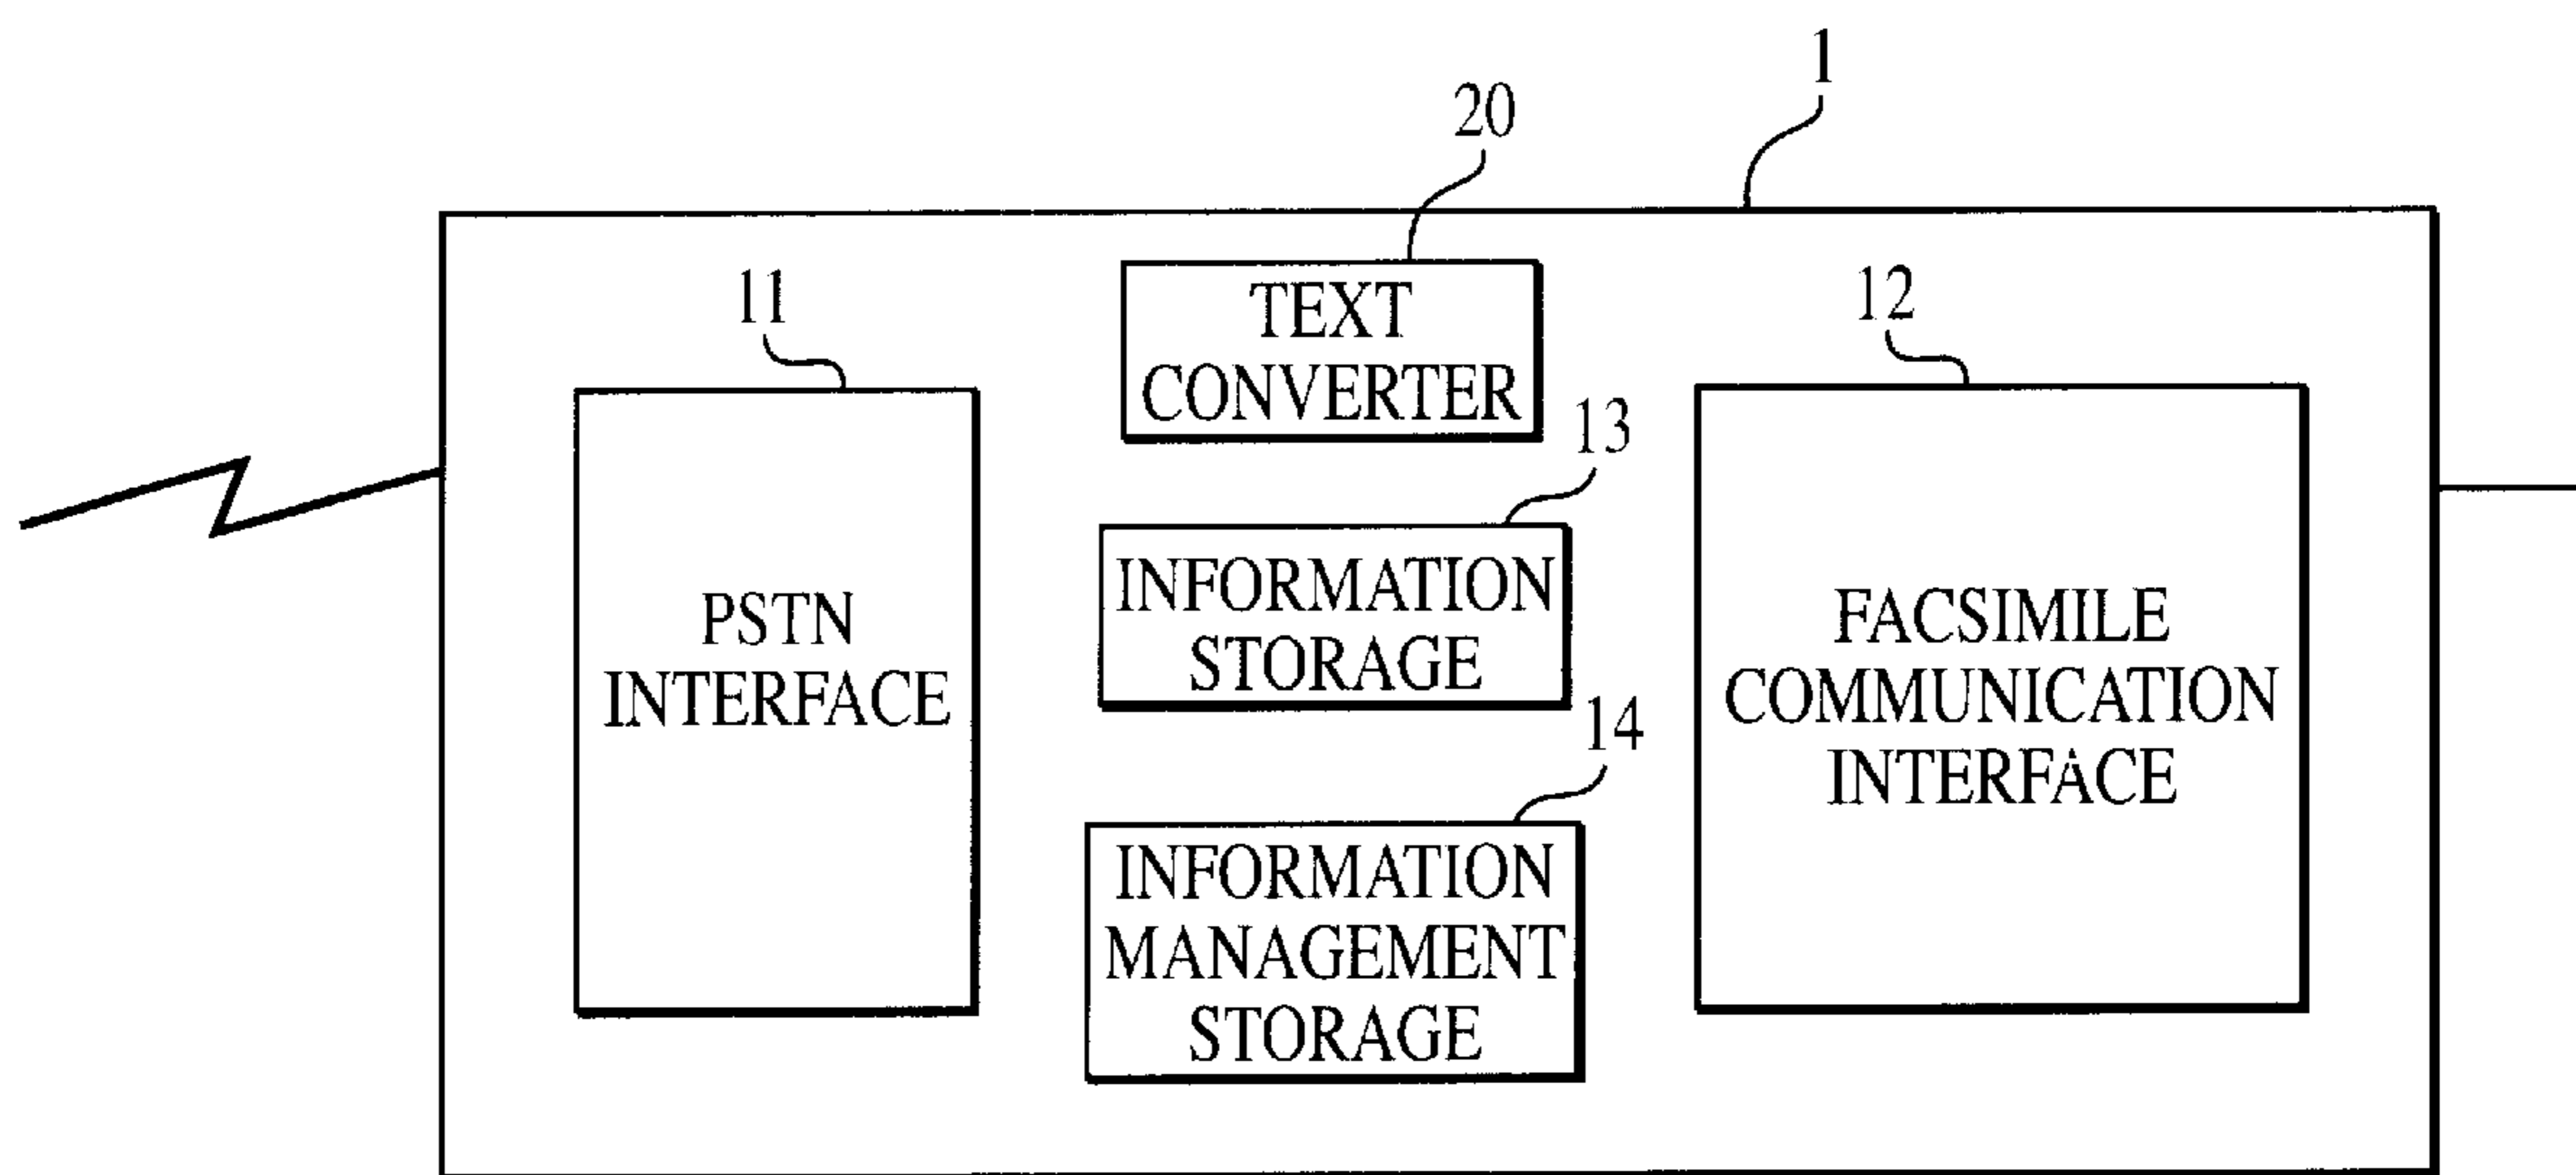 1
20
11
TEXT
CONVERTER
12
13
PSTN
INTERFACE
INFORMATION
STORAGE
FACSIMILE
COMMUNICATION
INTERFACE
14
INFORMATION
MANAGEMENT
STORAGE